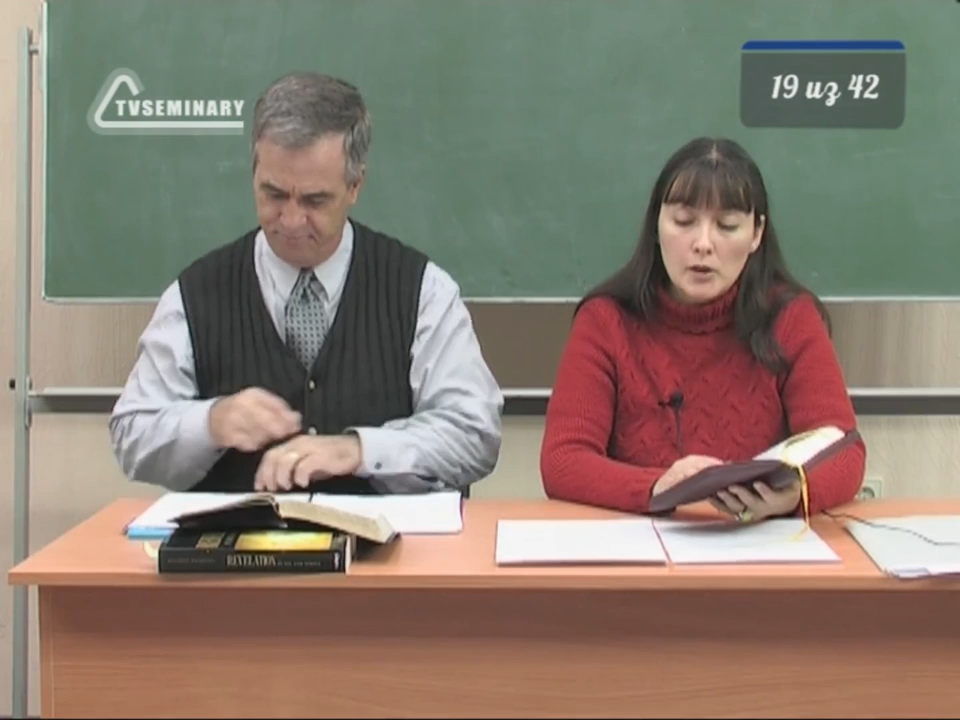 TVSEMINARY
19 из 42
REVELATION